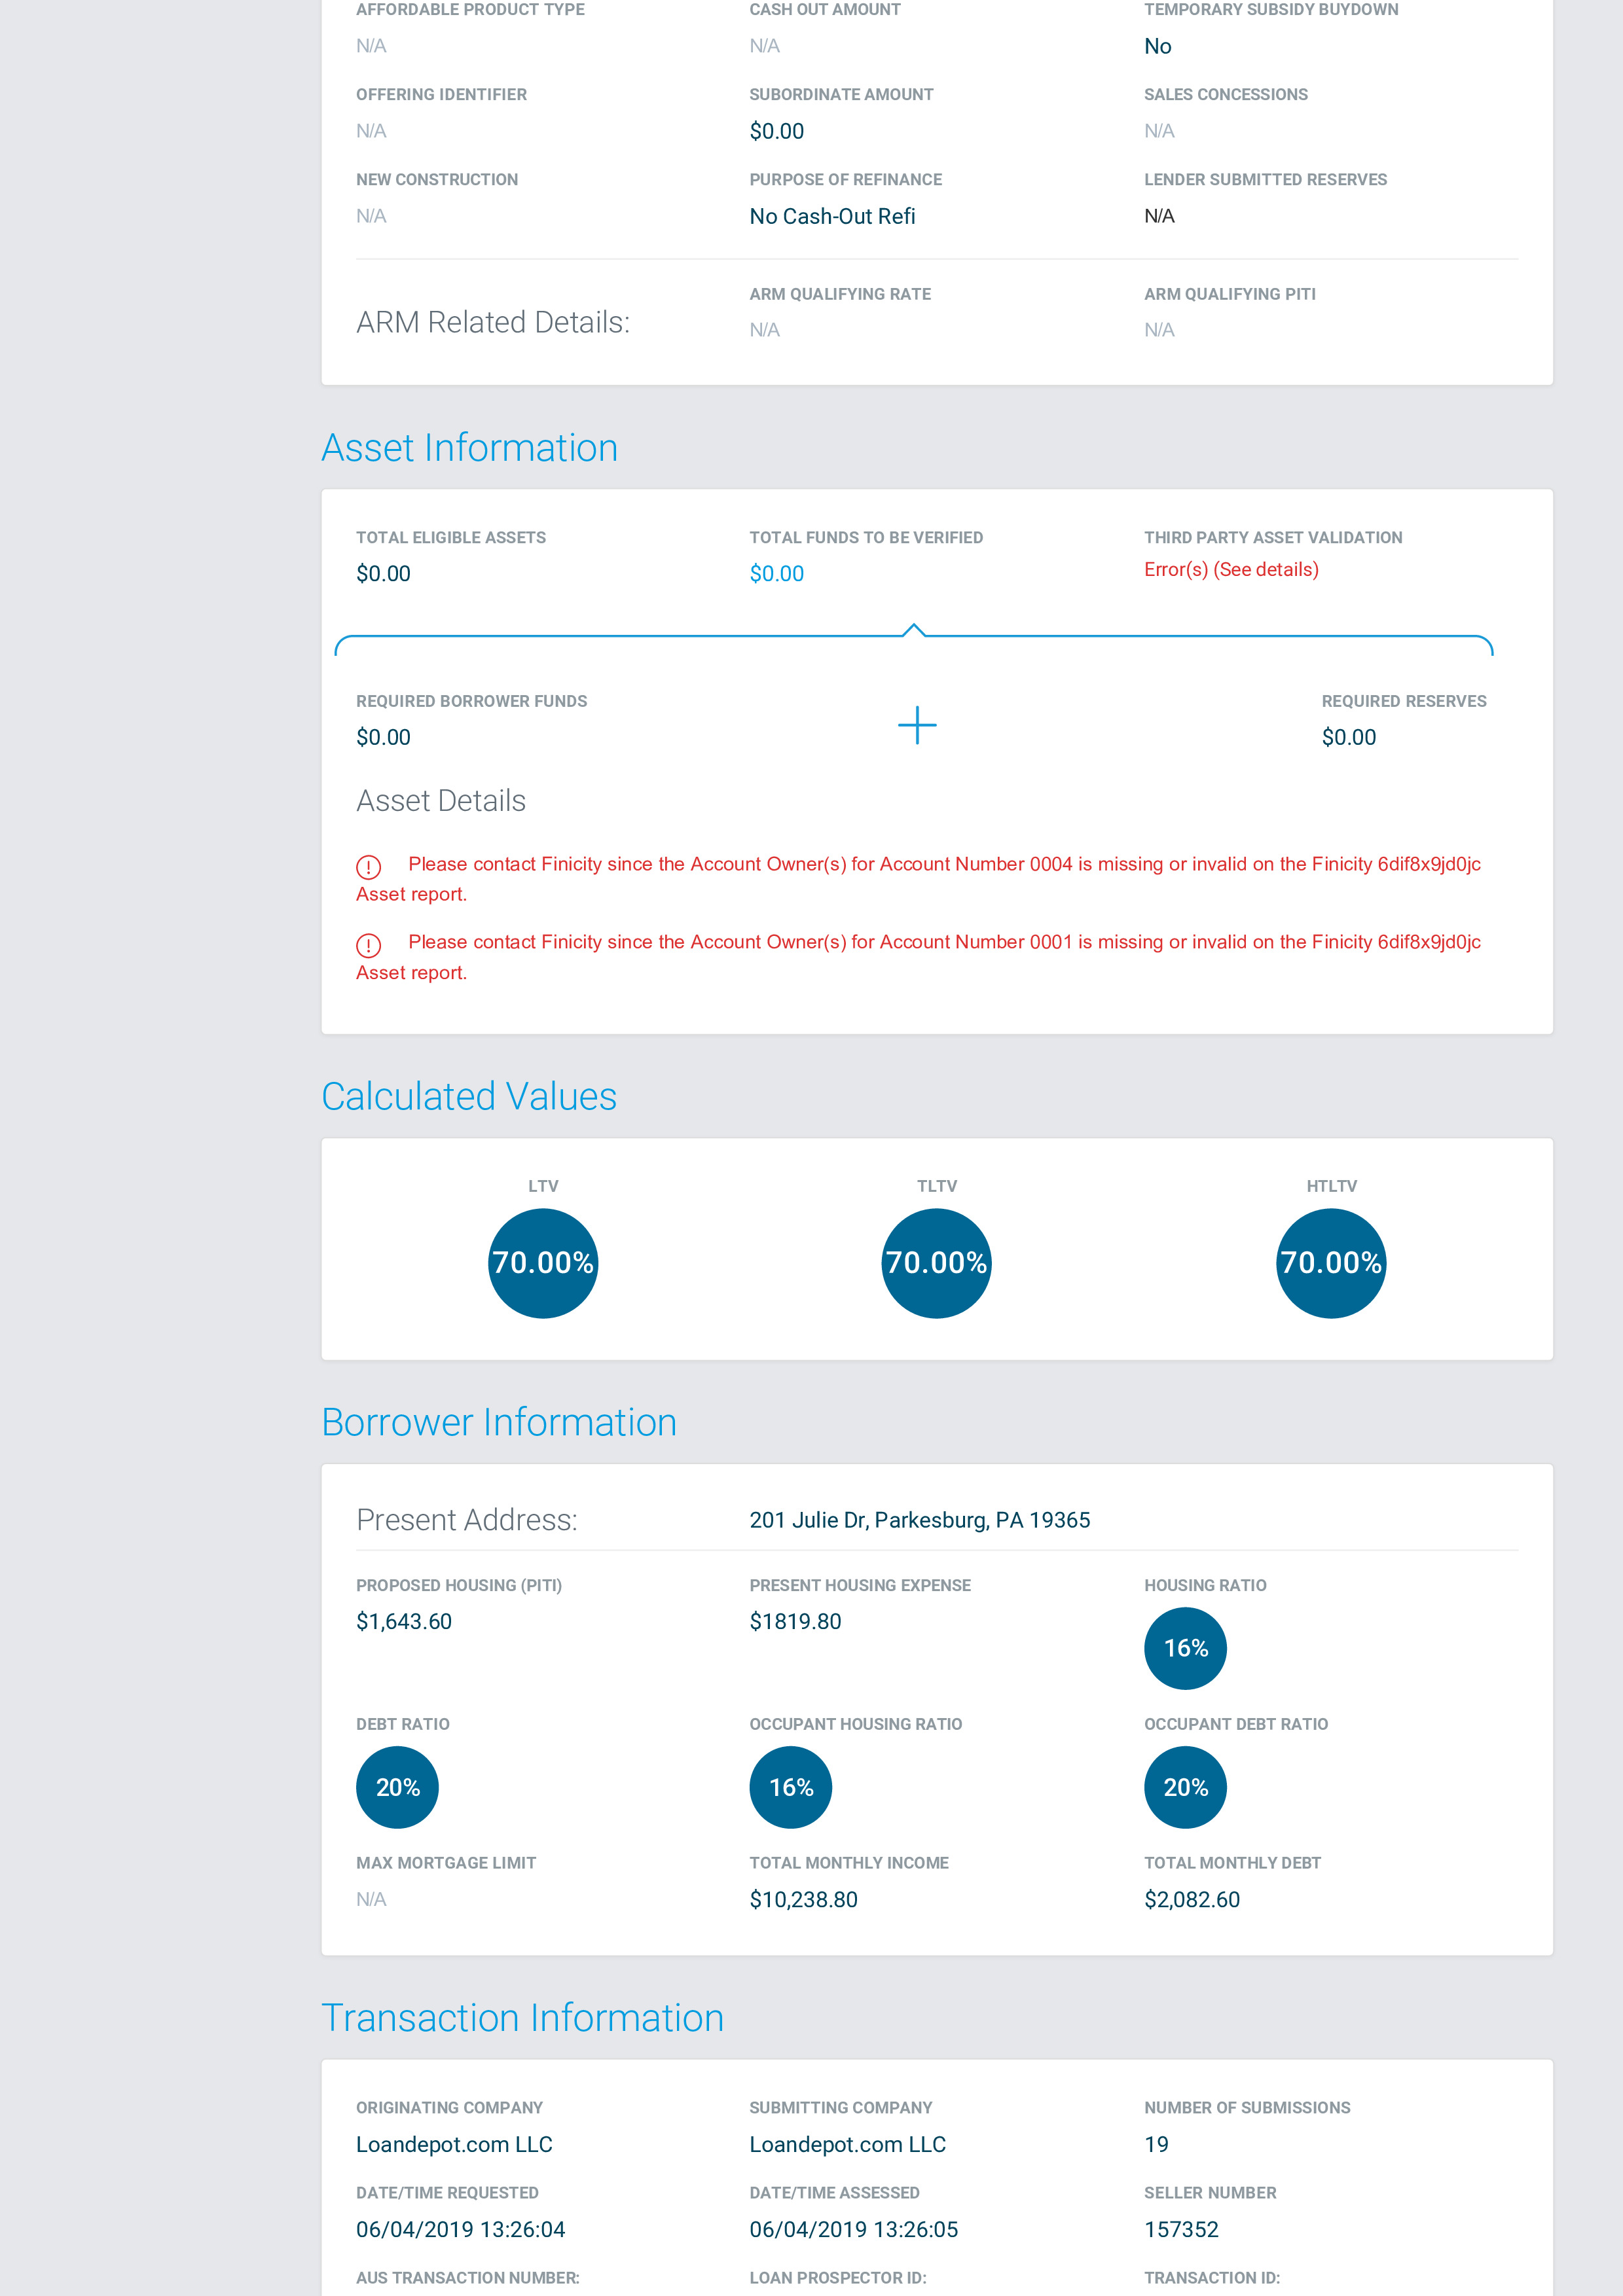 AFFORDABLE PRODUCT TYPE CASH OUT AMOUNT TEMPORARY SUBSIDY BUYDOWN
N/A N/A No
OFFERING IDENTIFIER SUBORDINATE AMOUNT SALES CONCESSIONS
N/A $0.00 N/A
NEW CONSTRUCTION PURPOSE OF REFINANCE LENDER SUBMITTED RESERVES
N/A No Cash-Out Refi N/A
ARM Related Details: ARM QUALIFYING RATE ARM QUALIFYING PITI
N/A N/A
Asset Information
TOTAL ELIGIBLE ASSETS TOTAL FUNDS TO BE VERIFIED THIRD PARTY ASSET VALIDATION
$0.00 $0.00 Error(s) (See details)
REQUIRED BORROWER FUNDS REQUIRED RESERVES
$0.00 + $0.00
Asset Details
Please contact Finicity since the Account Owner(s) for Account Number 0004 is missing or invalid on the Finicity 6dif8x9jd0jc
Asset report.
Please contact Finicity since the Account Owner(s) for Account Number 0001 is missing or invalid on the Finicity 6dif8x9jd0jc
Asset report.
Calculated Values
LTV TLTV HTLTV
70.00% 70.00% 70.00%
Borrower Information
Present Address: 201 Julie Dr, Parkesburg, PA 19365
PROPOSED HOUSING (PITI) PRESENT HOUSING EXPENSE HOUSING RATIO
$1,643.60 $1819.80 16%
DEBT RATIO OCCUPANT HOUSING RATIO OCCUPANT DEBT RATIO
20% 16% 20%
MAX MORTGAGE LIMIT TOTAL MONTHLY INCOME TOTAL MONTHLY DEBT
N/A $10,238.80 $2,082.60
Transaction Information
ORIGINATING COMPANY SUBMITTING COMPANY NUMBER OF SUBMISSIONS
Loandepot.com LLC Loandepot.com LLC 19
DATE/TIME REQUESTED DATE/TIME ASSESSED SELLER NUMBER
06/04/2019 13:26:04 06/04/2019 13:26:05 157352
AUS TRANSACTION NUMBER: LOAN PROSPECTOR ID: TRANSACTION ID: